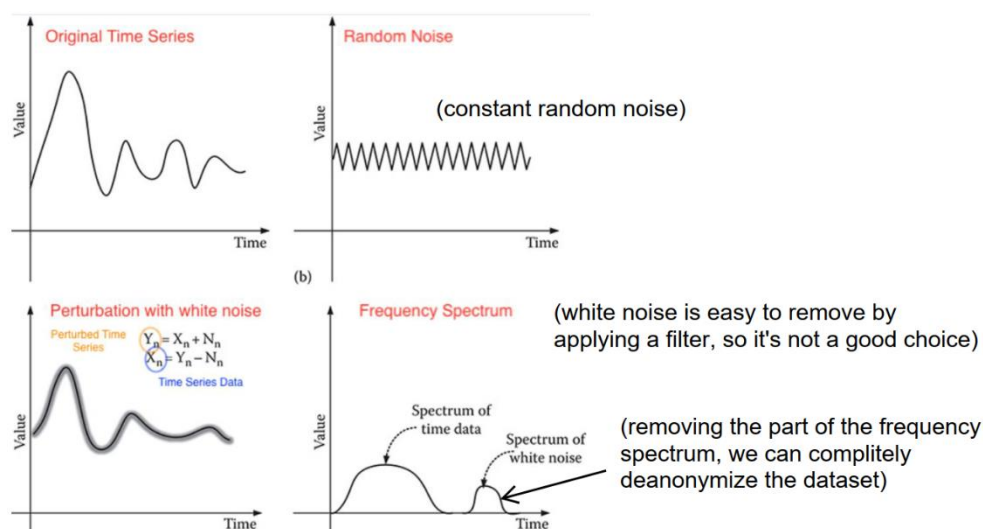 Original Time Series
Value
Time
Random Noise
(constant random noise)
Value
Time
(b)
Perturbation with white noise
Perturbed Time
Series
Yn=Xn+Nn
Xn=Yn−Nn
Time Series Data
Value
Time
Frequency Spectrum
(white noise is easy to remove by
applying a filter, so it's not a good choice)
Value
Spectrum of
time data
Spectrum of
white noise
(removing the part of the frequency
spectrum, we can complitely
deanonymize the dataset)
Time